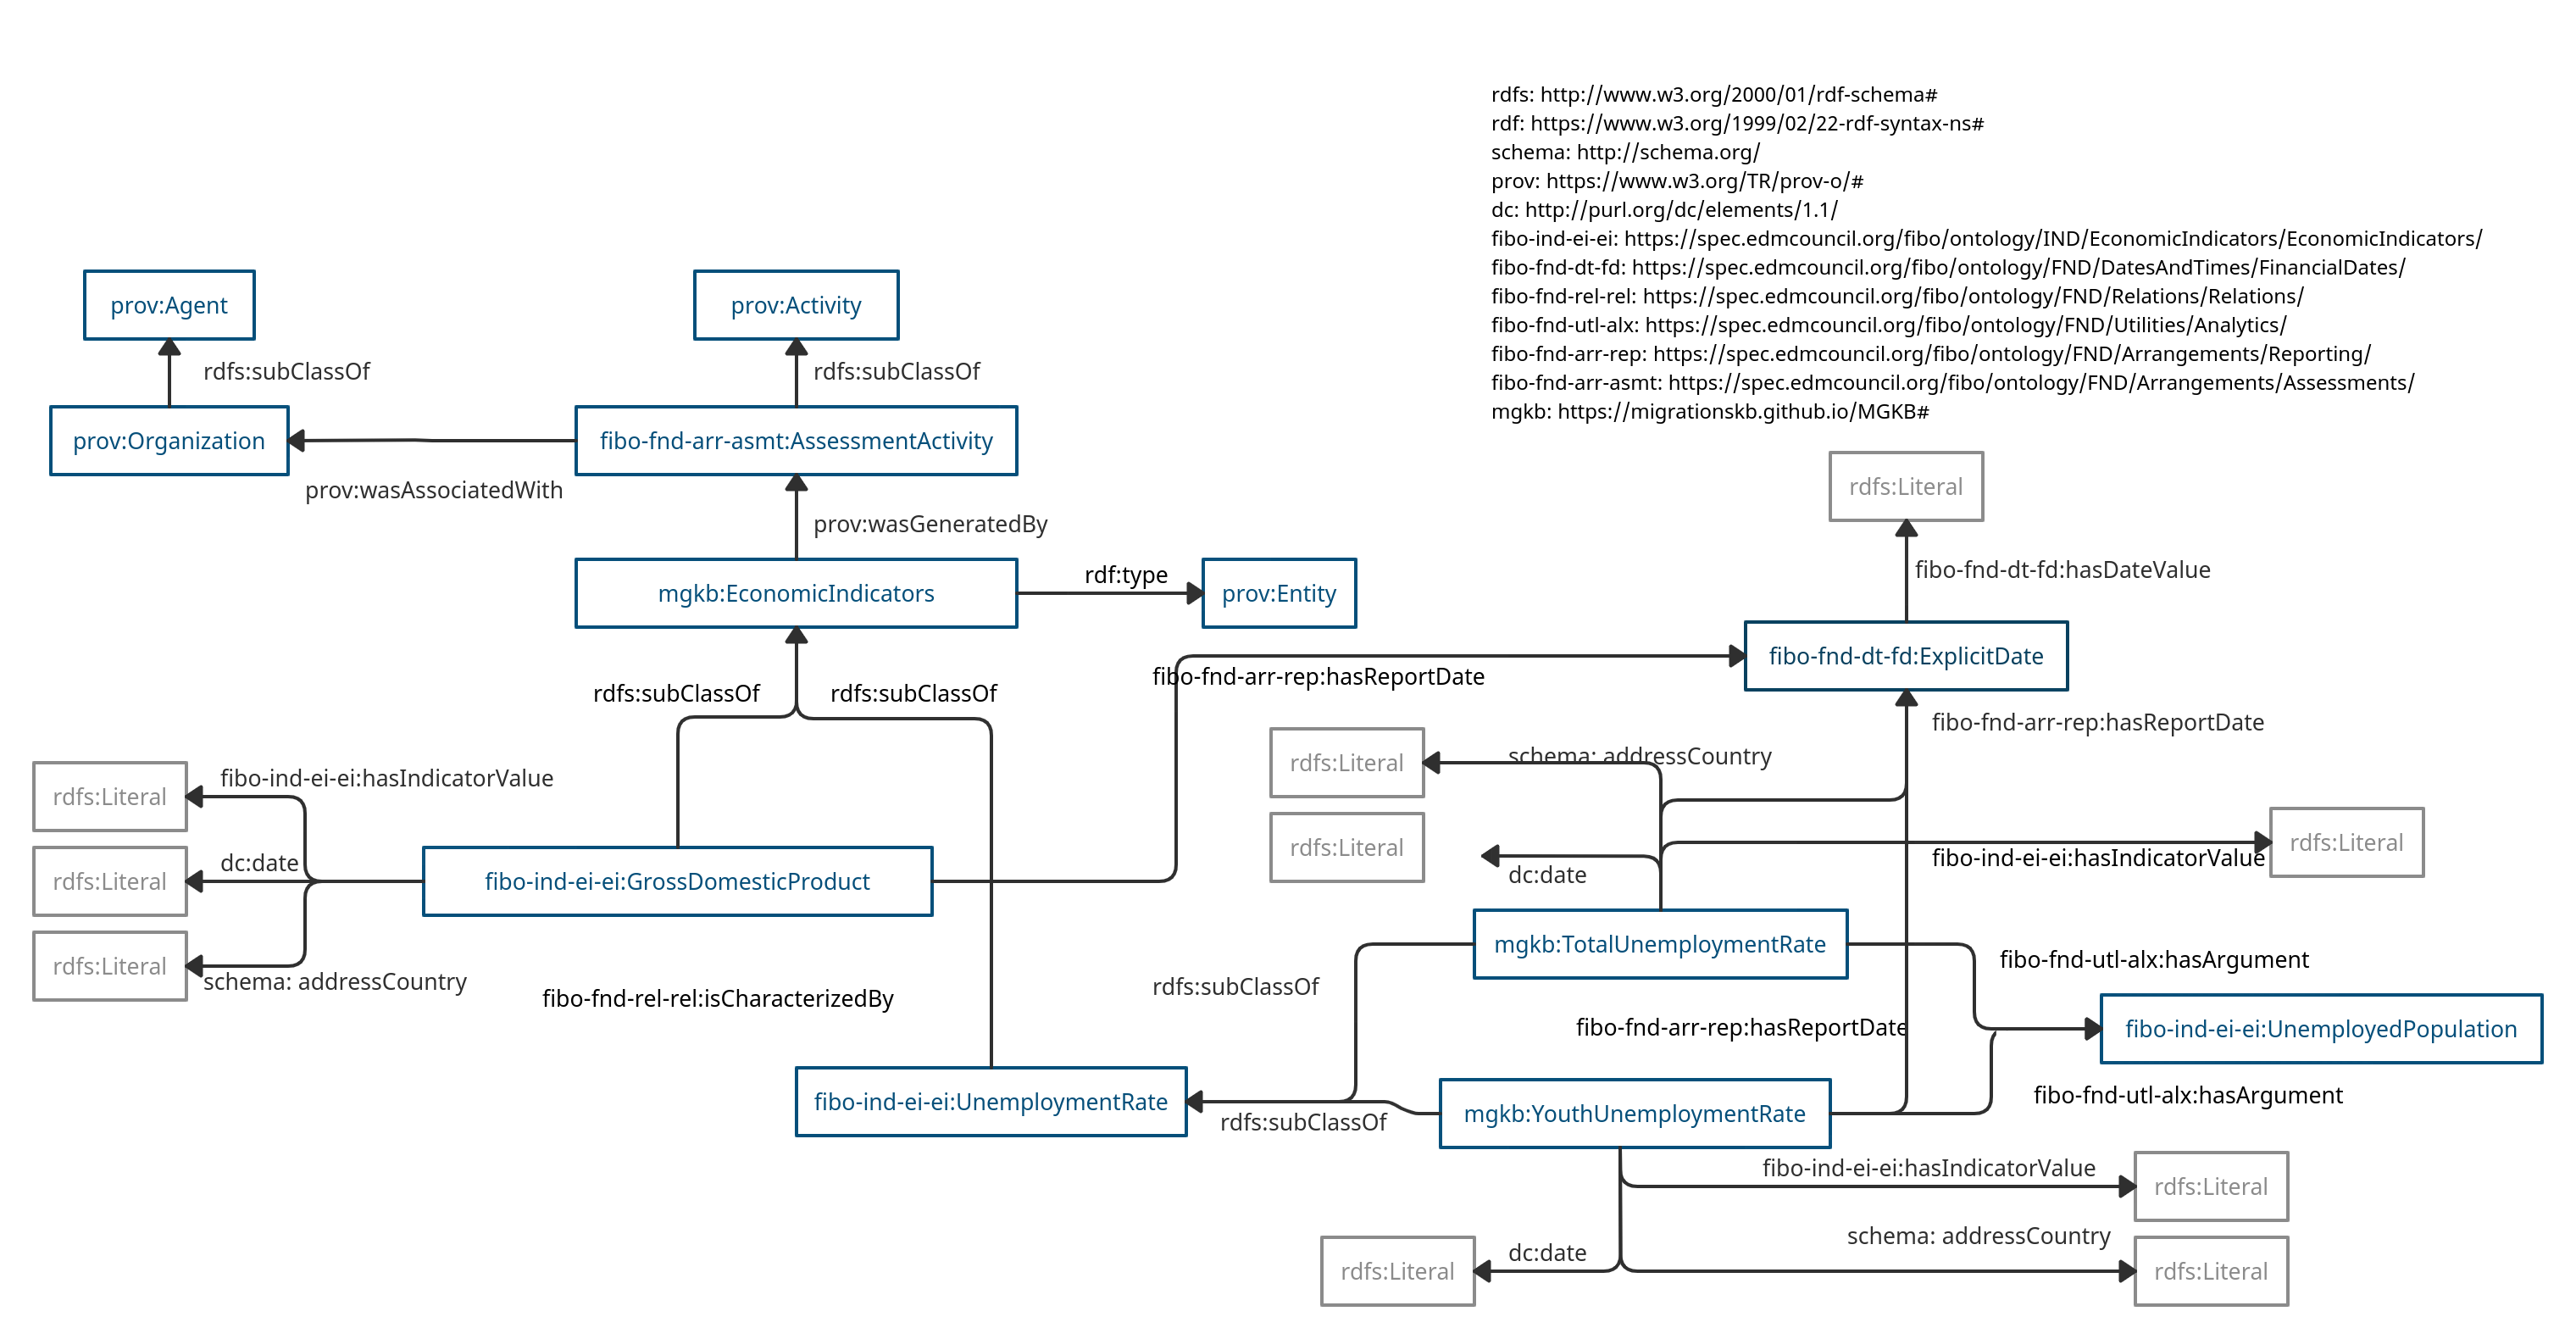 rdfs: http://www.w3.org/2000/01/rdf-schema#
rdf: https://www.w3.org/1999/02/22-rdf-syntax-ns#
schema: http://schema.org/
prov: https://www.w3.org/TR/prov-o/#
dc: http://purl.org/dc/elements/1.1/
fibo-ind-ei-ei: https://spec.edmcouncil.org/fibo/ontology/IND/EconomicIndicators/EconomicIndicators/
fibo-fnd-dt-fd: https://spec.edmcouncil.org/fibo/ontology/FND/DatesAndTimes/FinancialDates/
fibo-fnd-rel-rel: https://spec.edmcouncil.org/fibo/ontology/FND/Relations/Relations/
fibo-fnd-utl-alx: https://spec.edmcouncil.org/fibo/ontology/FND/Utilities/Analytics/
fibo-fnd-arr-rep: https://spec.edmcouncil.org/fibo/ontology/FND/Arrangements/Reporting/
fibo-fnd-arr-asmt: https://spec.edmcouncil.org/fibo/ontology/FND/Arrangements/Assessments/
mgkb: https://migrationskb.github.io/MGKB#
prov:Agent
prov:Activity
rdfs:subClassOf
rdfs:subClassOf
prov:Organization
fibo-fnd-arr-asmt:AssessmentActivity
prov:wasAssociatedWith
prov:wasGeneratedBy
rdfs:Literal
fibo-fnd-dt-fd:hasDateValue
mgkb:EconomicIndicators
rdf:type
prov:Entity
fibo-fnd-dt-fd:ExplicitDate
fibo-fnd-arr-rep:hasReportDate
rdfs:subClassOf
rdfs:subClassOf
fibo-fnd-arr-rep:hasReportDate
rdfs:Literal
schema: addressCountry
rdfs:Literal
fibo-ind-ei-ei:hasIndicatorValue
rdfs:Literal
dc:date
rdfs:Literal
fibo-ind-ei-ei:hasIndicatorValue
rdfs:Literal
dc:date
fibo-ind-ei-ei:GrossDomesticProduct
rdfs:Literal
schema: addressCountry
mgkb:TotalUnemploymentRate
fibo-fnd-utl-alx:hasArgument
fibo-fnd-rel-rel:isCharacterizedBy
rdfs:subClassOf
fibo-fnd-arr-rep:hasReportDate
fibo-ind-ei-ei:UnemployedPopulation
fibo-ind-ei-ei:UnemploymentRate
rdfs:subClassOf
mgkb:YouthUnemploymentRate
fibo-fnd-utl-alx:hasArgument
fibo-ind-ei-ei:hasIndicatorValue
rdfs:Literal
schema: addressCountry
rdfs:Literal
dc:date
rdfs:Literal